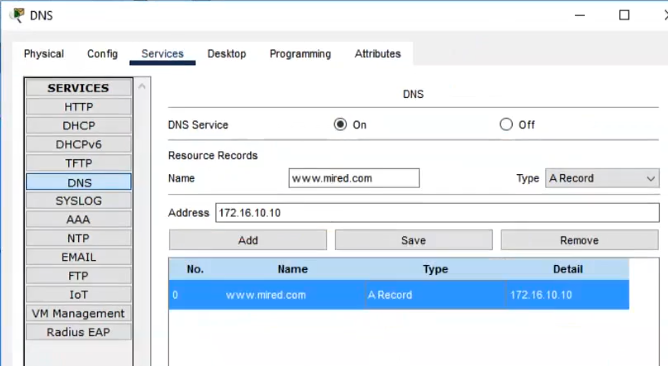 DNS
Physical Config Services Desktop Programming Attributes
SERVICES
HTTP
DHCP
DHCPv6
TFTP
DNS
SYSLOG
AAA
NTP
EMAIL
FTP
IoT
VM Management
Radius EAP
DNS
DNS Service On Off
Resource Records
Name www.mired.com Type A Record
Address 172.16.10.10
Add Save Remove
No. Name Type Detail
0 www.mired.com A Record 172.16.10.10